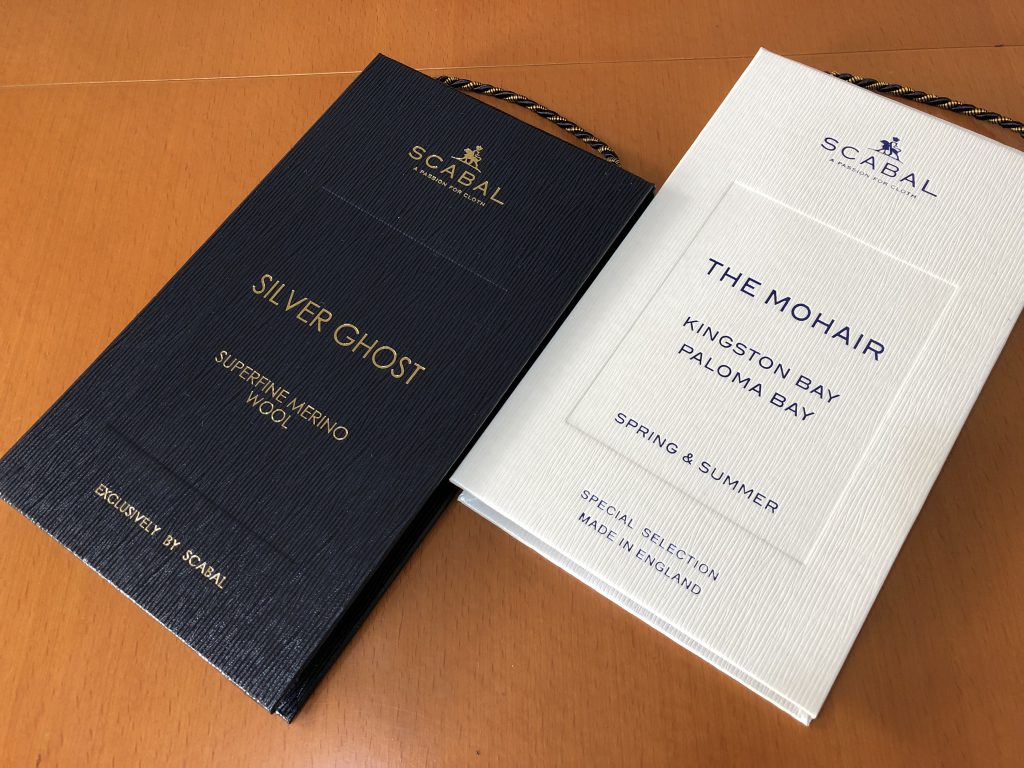 SCABAL
A PASSION FOR CLOTH
SILVER GHOST
SUPERFINE MERINO
WOOL
EXCLUSIVELY BY SCABAL
SCABAL
A PASSION FOR CLOTH
THE MOHAIR
KINGSTON BAY
PALOMA BAY
SPRING & SUMMER
SPECIAL SELECTION
MADE IN ENGLAND